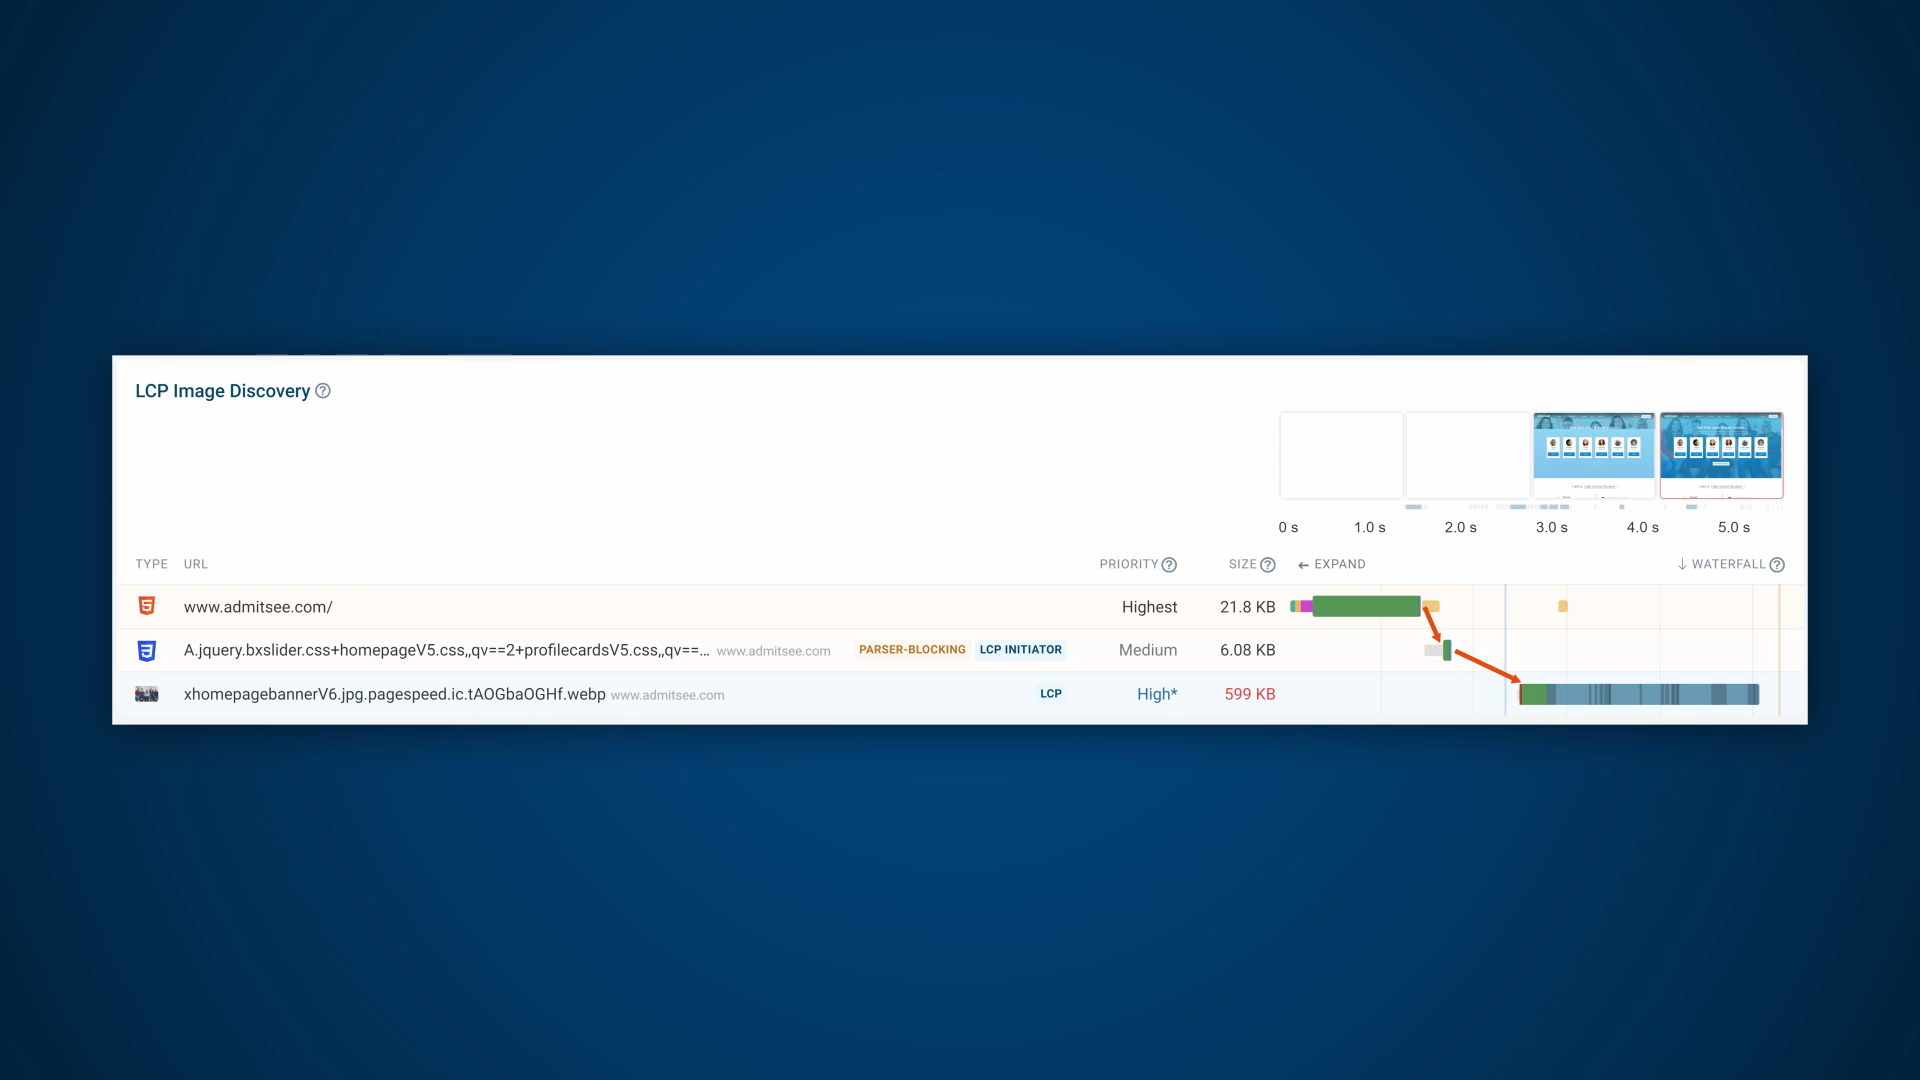 LCP Image Discovery ?
0 s 1.0 s 2.0 s 3.0 s 4.0 s 5.0 s
TYPE URL PRIORITY ? SIZE ? ← EXPAND ↓ WATERFALL ?
www.admitsee.com/ Highest 21.8 KB
A.jquery.bxslider.css+homepageV5.css,,qv==2+profilecardsV5.css,,qv==... www.admitsee.com PARSER-BLOCKING LCP INITIATOR Medium 6.08 KB
xhomepagebannerV6.jpg.pagespeed.ic.tAOGbaOGHf.webp www.admitsee.com LCP High* 599 KB